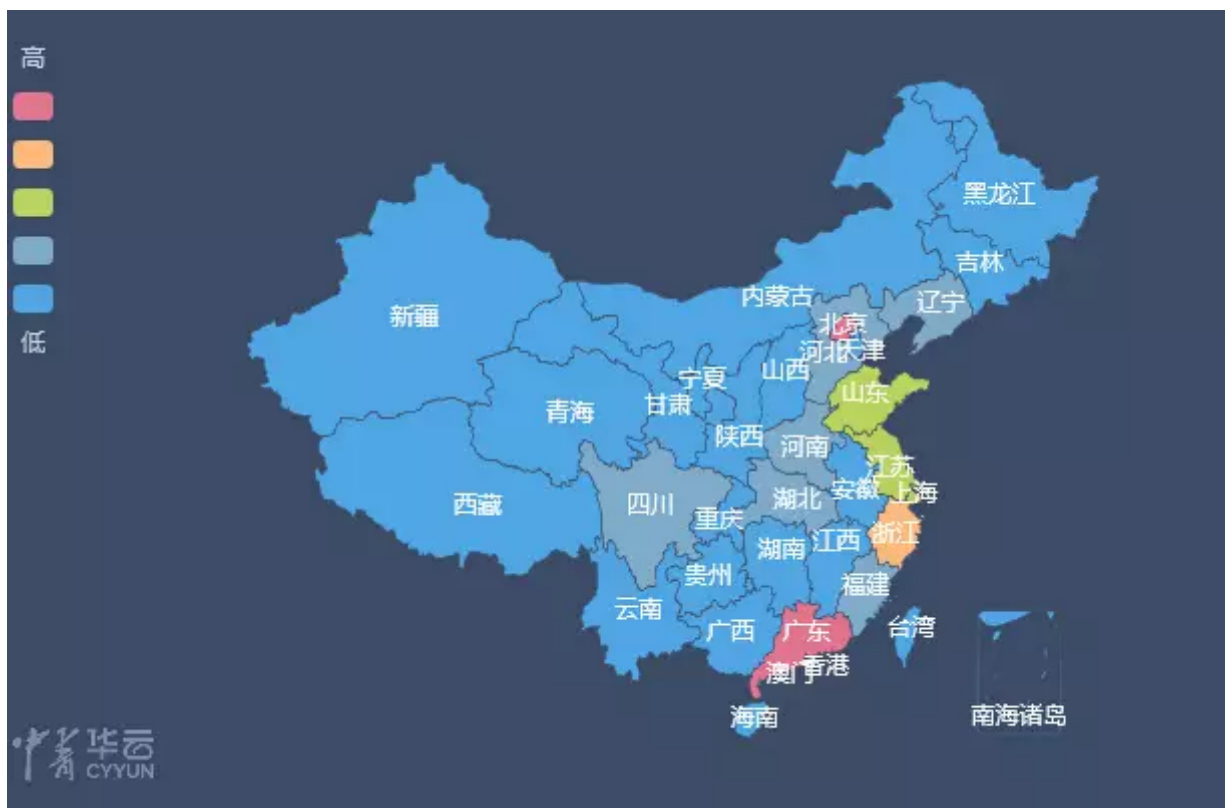 高
低
黑龙江
吉林
辽宁
内蒙古
新疆
北京
河北
天津
山西
宁夏
山东
甘肃
青海
陕西
河南
江苏
安徽
上海
西藏
四川
湖北
重庆
浙江
江西
湖南
贵州
福建
云南
广西
广东
台湾
香港
澳门
海南
南海诸岛
中青华云
CYYUN